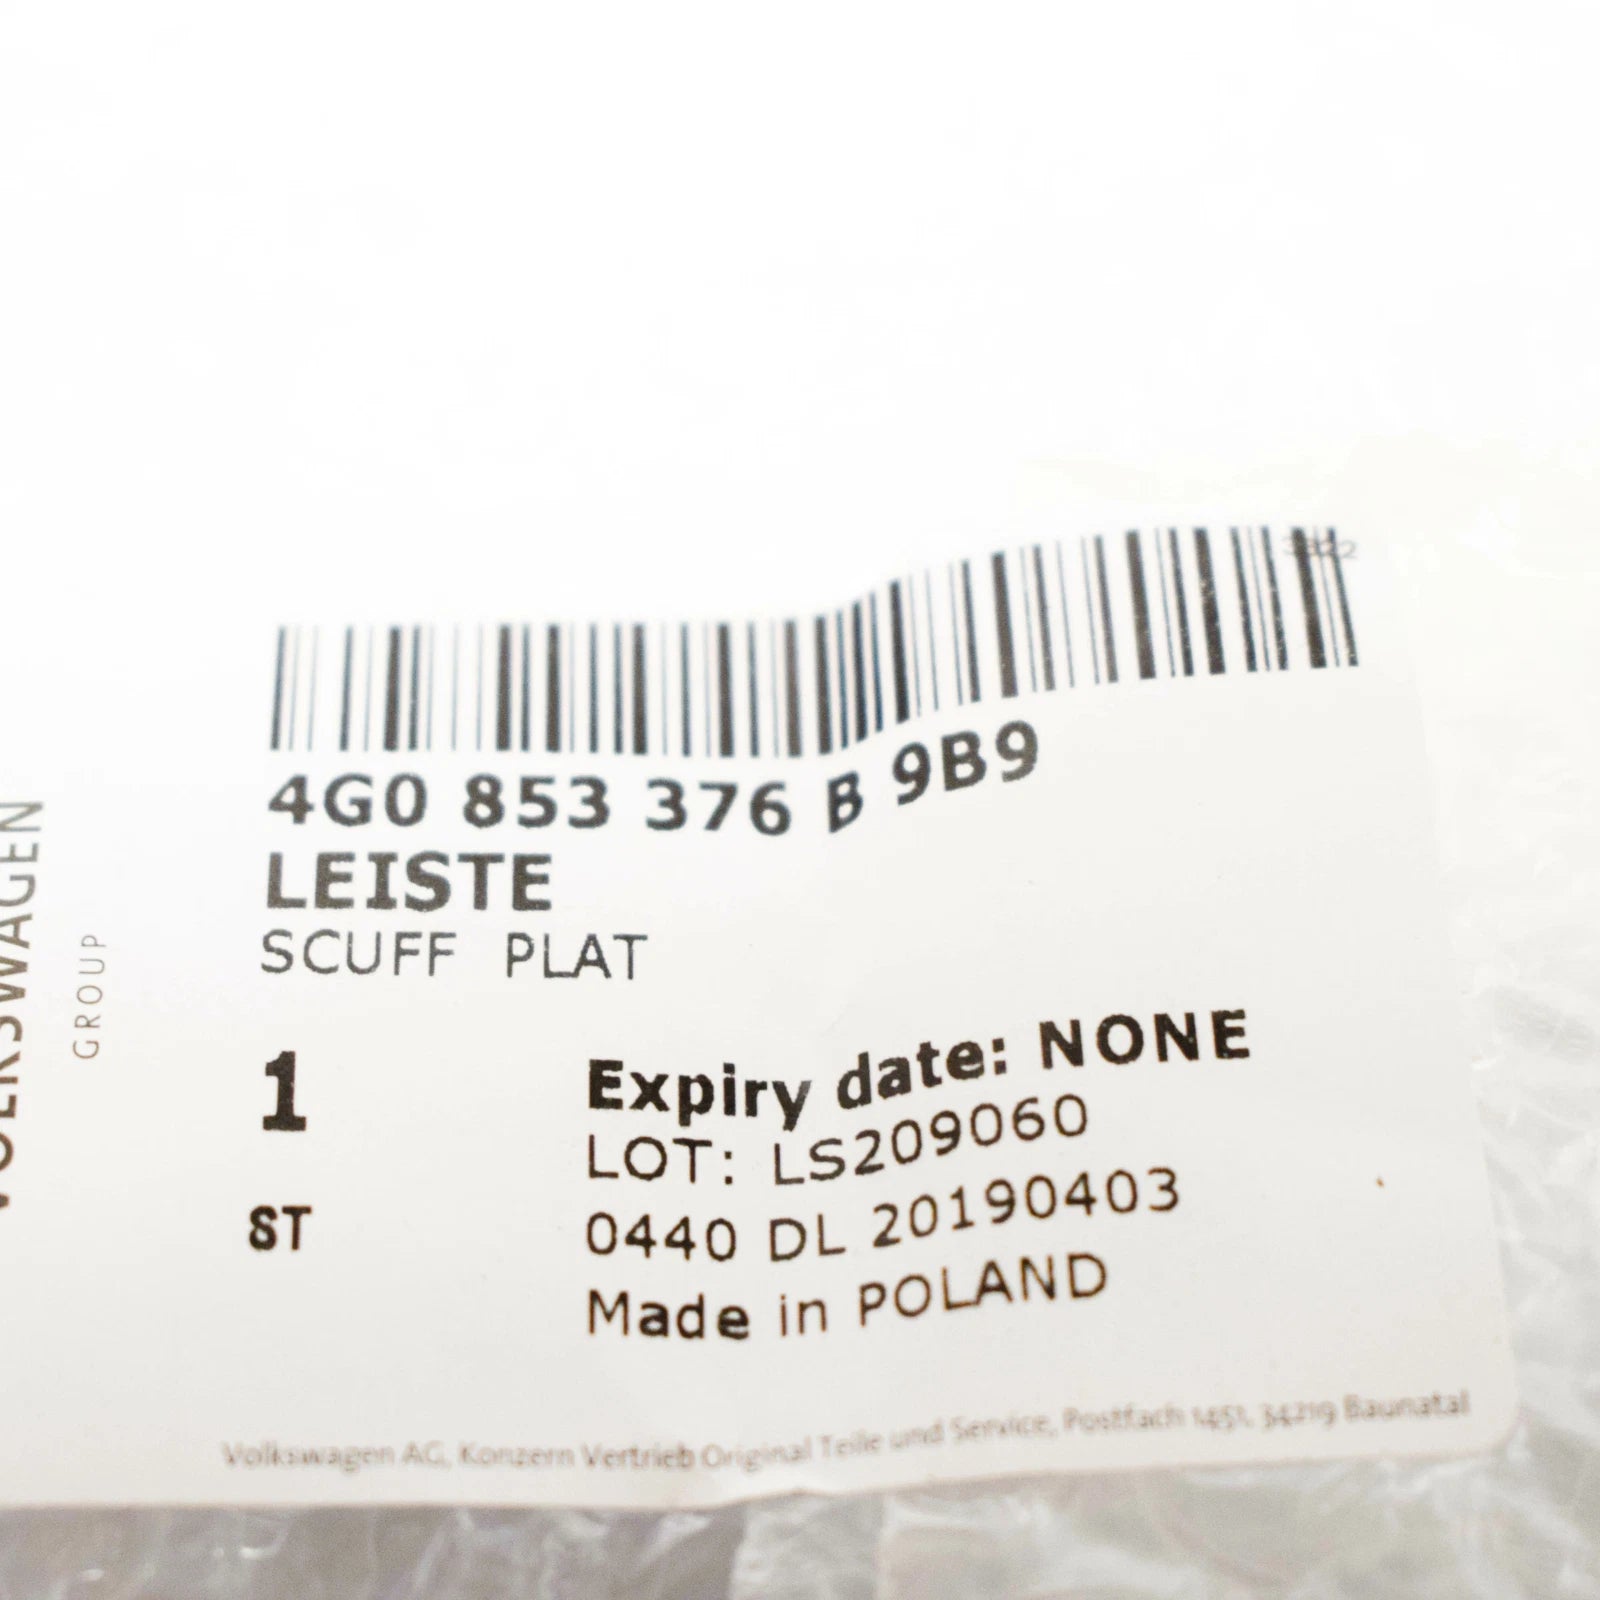 VOLKSWAGEN
GROUP
4G0 853 376 B 9B9
LEISTE
SCUFF PLAT
1
ST
Expiry date: NONE
LOT: LS209060
0440 DL 20190403
Made in POLAND
Volkswagen AG, Konzern Vertrieb Original Teile und Service, Postfach 1451, 34219 Baunatal